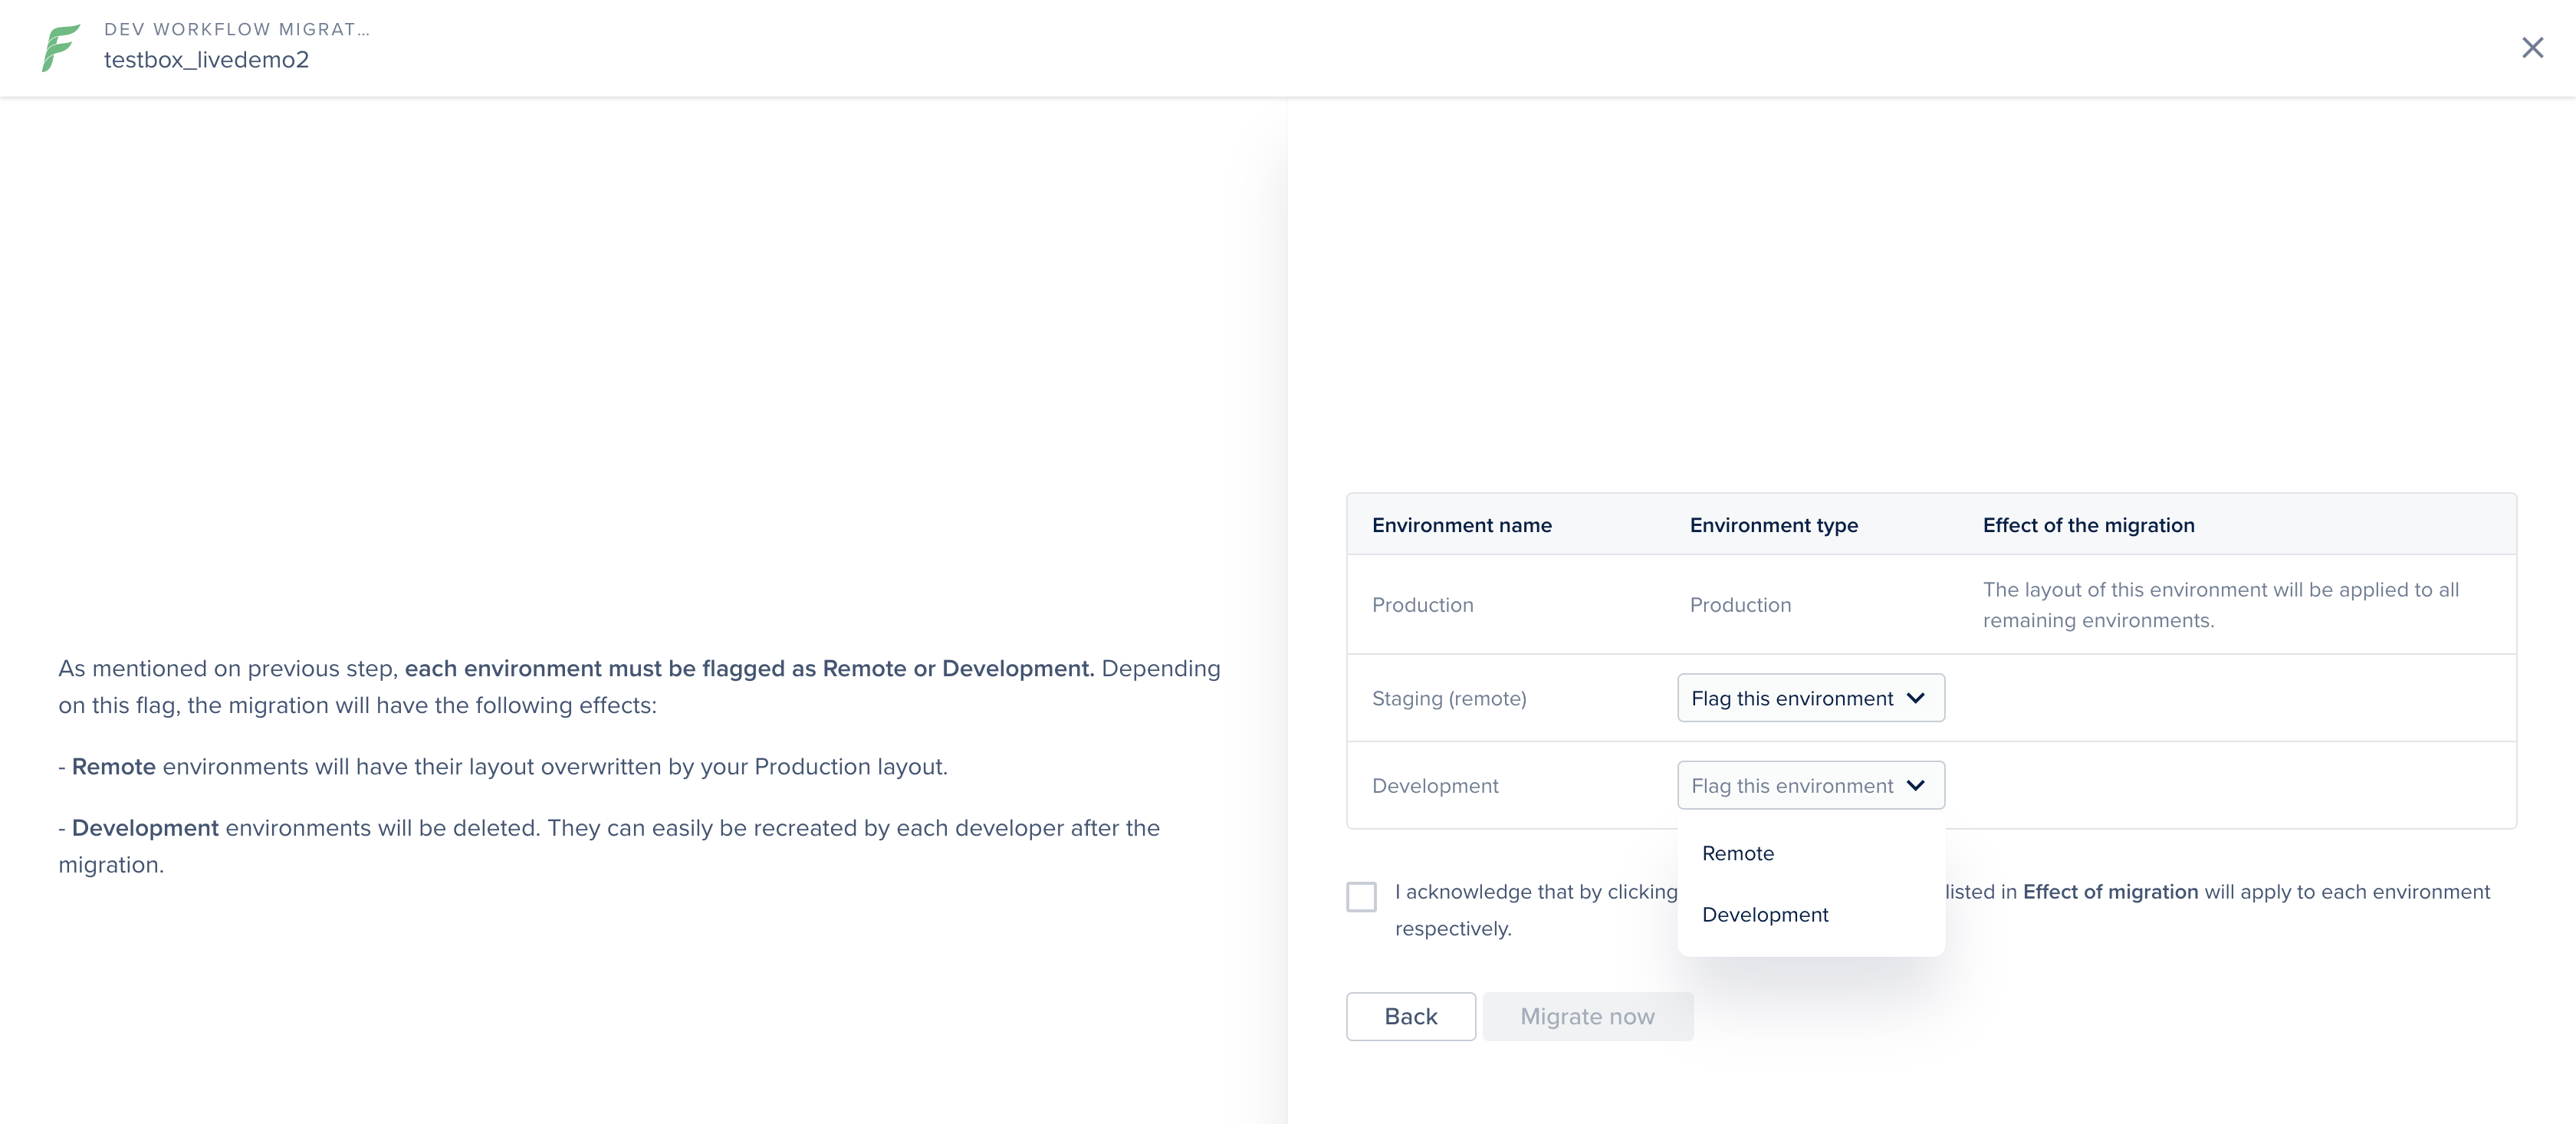 DEV WORKFLOW MIGRAT...
testbox_livedemo2
As mentioned on previous step, each environment must be flagged as Remote or Development. Depending
on this flag, the migration will have the following effects:
- Remote environments will have their layout overwritten by your Production layout.
- Development environments will be deleted. They can easily be recreated by each developer after the
migration.
Environment name Environment type Effect of the migration
Production Production The layout of this environment will be applied to all
remaining environments.
Staging (remote) Flag this environment
Development Flag this environment
Remote
Development
I acknowledge that by clicking listed in Effect of migration will apply to each environment
respectively.
Back Migrate now